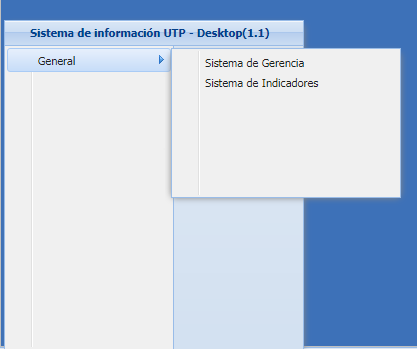 Sistema de información UTP - Desktop(1.1)
General
Sistema de Gerencia
Sistema de Indicadores